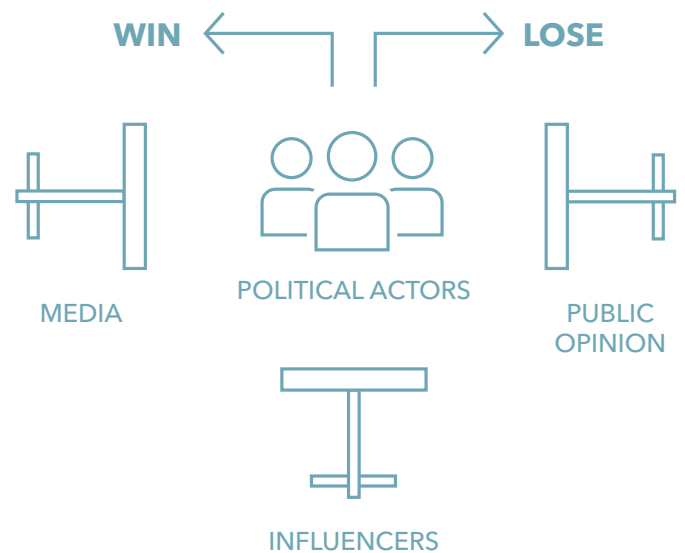 WIN
LOSE
POLITICAL ACTORS
MEDIA
PUBLIC
OPINION
INFLUENCERS